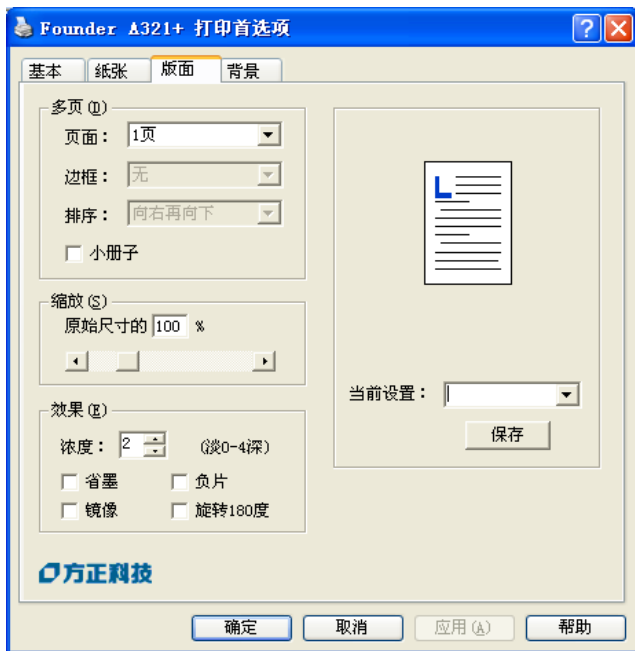 Founder A321+ 打印首选项
基本 纸张 版面 背景
多页(D)
页面： 1页
边框： 无
排序： 向右再向下
小册子
缩放(S)
原始尺寸的 100 %
效果(E)
浓度： 2 (淡0-4深)
省墨 负片
镜像 旋转180度
L
当前设置：
保存
方正科技
确定 取消 应用(A) 帮助